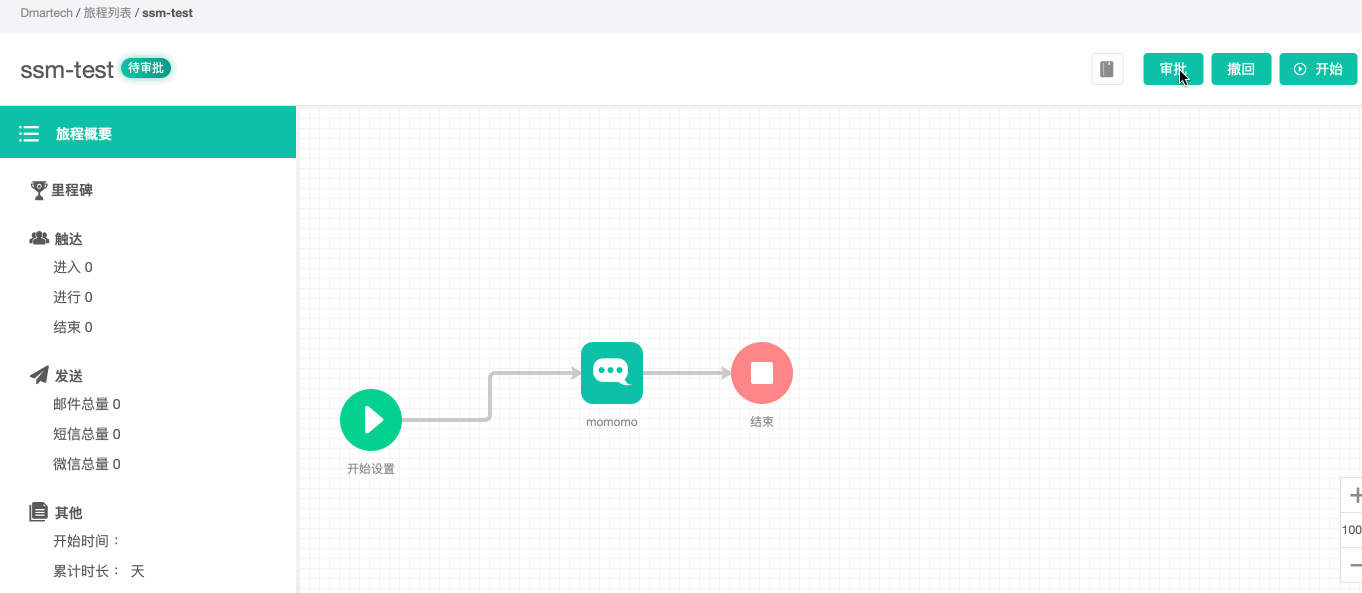 Dmartech / 旅程列表 / ssm-test
ssm-test 待审批
审批 撤回 开始
旅程概要
里程碑
触达
进入 0
进行 0
结束 0
发送
邮件总量 0
短信总量 0
微信总量 0
其他
开始时间：
累计时长： 天
momomo
结束
开始设置
100